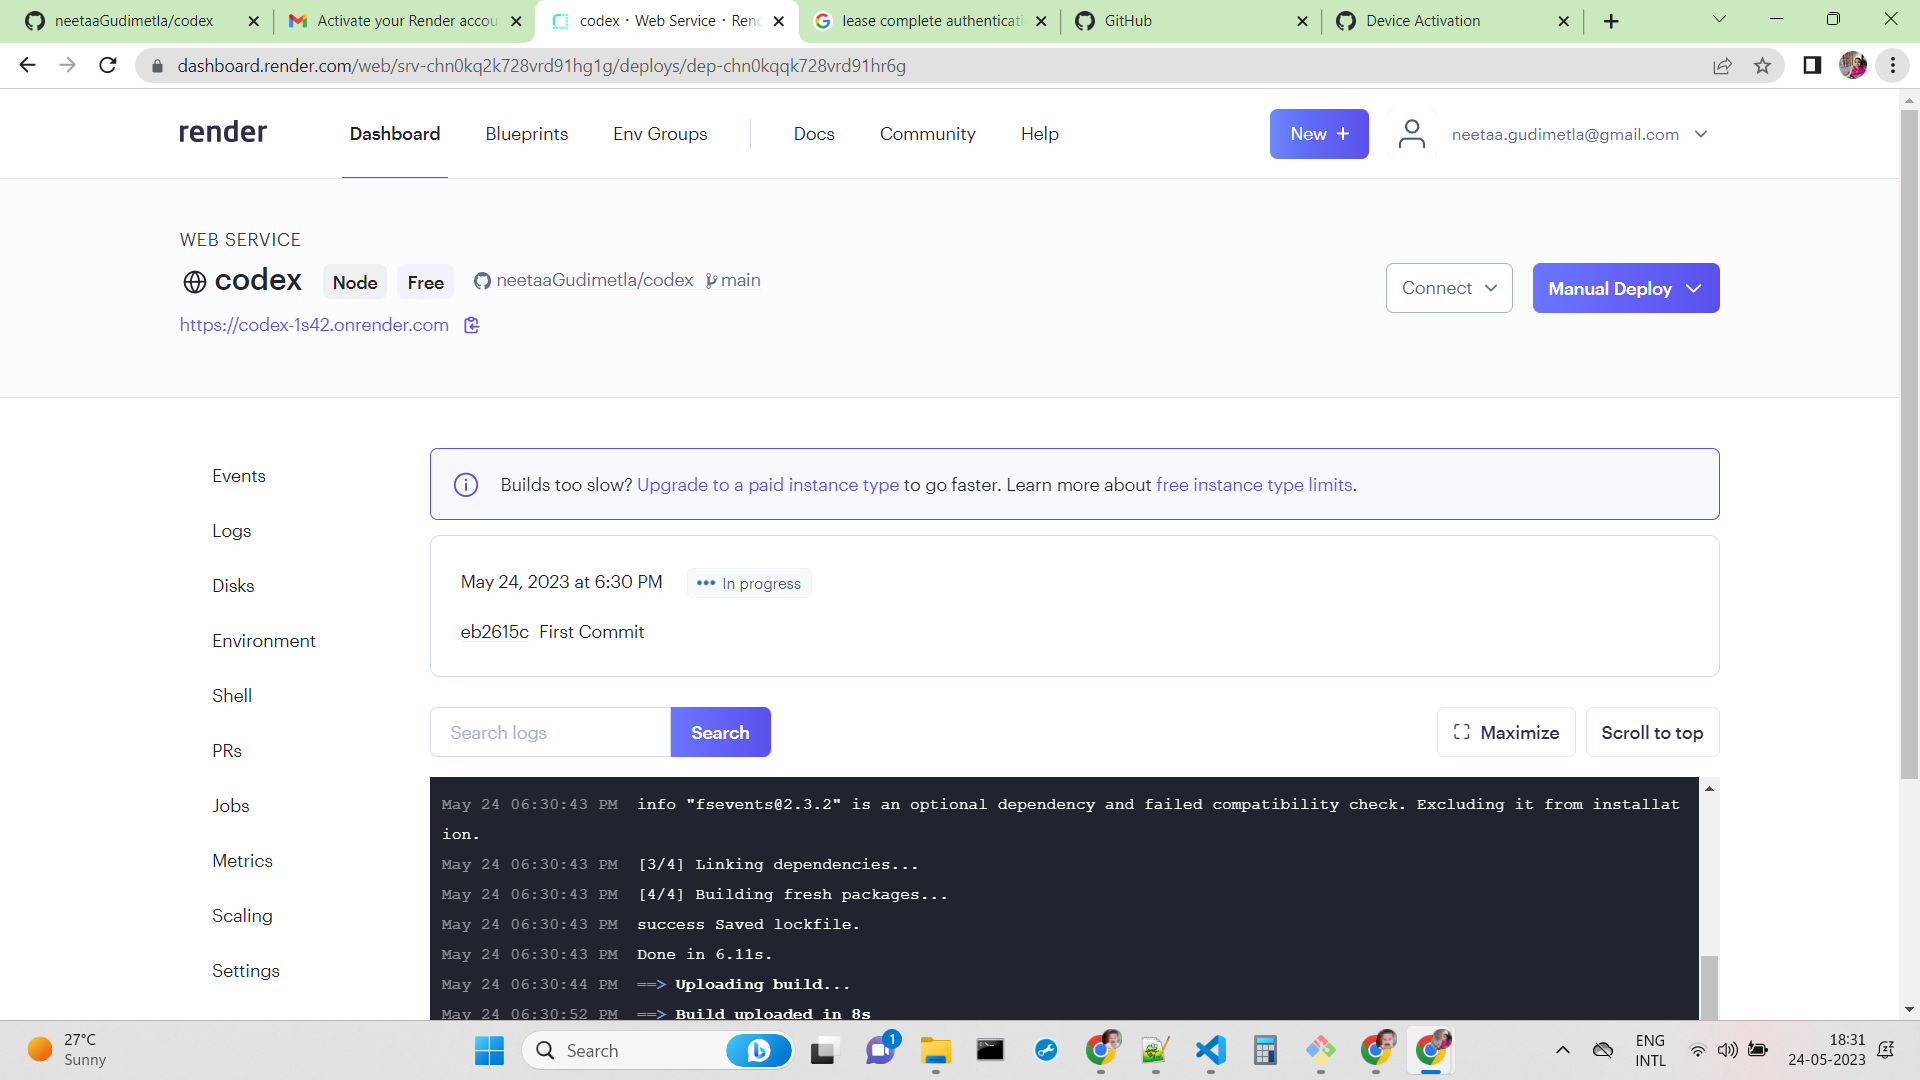 neetaaGudimetla/codex
Activate your Render accou
codex · Web Service · Rend
lease complete authenticati
GitHub
Device Activation
dashboard.render.com/web/srv-chn0kq2k728vrd91hg1g/deploys/dep-chn0kqqk728vrd91hr6g
render
Dashboard
Blueprints
Env Groups
Docs
Community
Help
New +
neetaa.gudimetla@gmail.com
WEB SERVICE
codex
Node
Free
neetaaGudimetla/codex
main
Connect
Manual Deploy
https://codex-1s42.onrender.com
Events
Logs
Disks
Environment
Shell
PRs
Jobs
Metrics
Scaling
Settings
Builds too slow? Upgrade to a paid instance type to go faster. Learn more about free instance type limits.
May 24, 2023 at 6:30 PM
••• In progress
eb2615c First Commit
Search logs
Search
Maximize
Scroll to top
May 24 06:30:43 PM info "fsevents@2.3.2" is an optional dependency and failed compatibility check. Excluding it from installat
ion.
May 24 06:30:43 PM [3/4] Linking dependencies...
May 24 06:30:43 PM [4/4] Building fresh packages...
May 24 06:30:43 PM success Saved lockfile.
May 24 06:30:43 PM Done in 6.11s.
May 24 06:30:44 PM ==> Uploading build...
May 24 06:30:52 PM ==> Build uploaded in 8s
27°C
Sunny
Search
1
ENG
INTL
18:31
24-05-2023